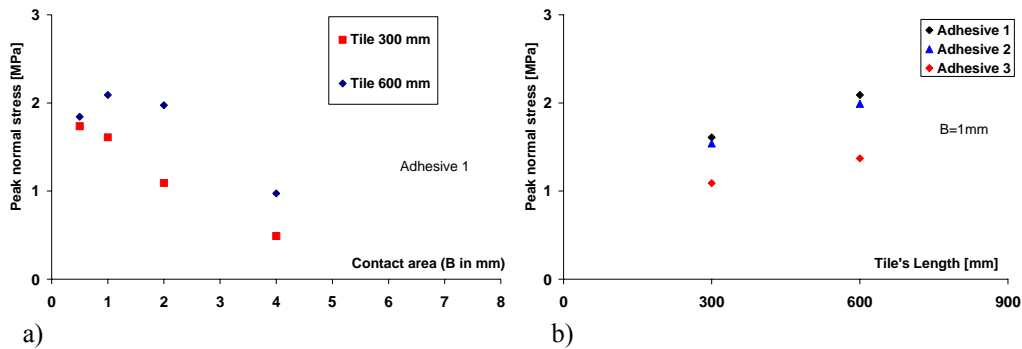 3
2
1
0
Peak normal stress [MPa]
Tile 300 mm
Tile 600 mm
Adhesive 1
Contact area (B in mm)
0 1 2 3 4 5 6 7 8
a)
3
2
1
0
Peak normal stress [MPa]
Adhesive 1
Adhesive 2
Adhesive 3
B=1mm
Tile's Length [mm]
0 300 600 900
b)